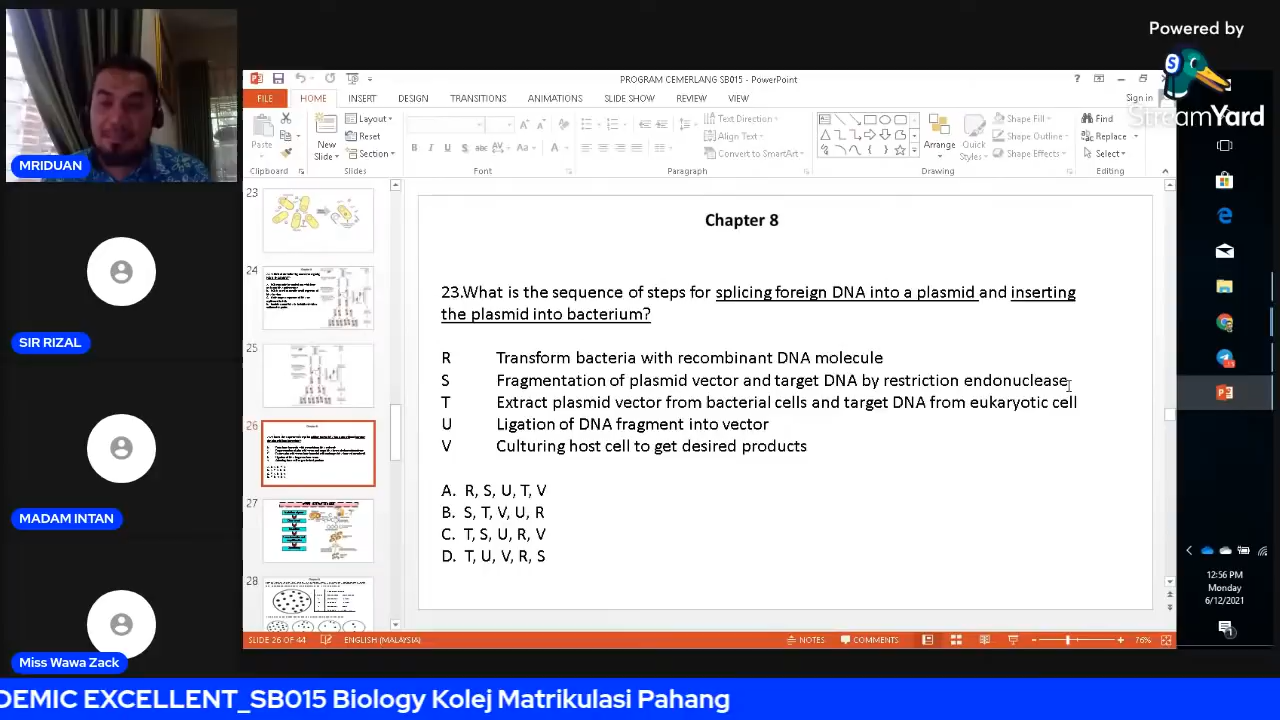 Powered by
StreamYard
PROGRAM CEMERLANG SB015 - PowerPoint
Sign in
FILE HOME INSERT DESIGN TRANSITIONS ANIMATIONS SLIDE SHOW REVIEW VIEW
Paste
New
Slide
Layout
Reset
Section
Text Direction
Align Text
Convert to SmartArt
Arrange
Quick
Styles
Shape Fill
Shape Outline
Shape Effects
Find
Replace
Select
Clipboard Slides Font Paragraph Drawing Editing
MRIDUAN
SIR RIZAL
MADAM INTAN
Miss Wawa Zack
23
24
25
26
27
28
Chapter 8
23.What is the sequence of steps for spliing foreign DNA into a plasmid and inserting
the plasmid into bacterium?
R Transform bacteria with recombinant DNA molecule
S Fragmentation of plasmid vector and target DNA by restriction endonuclease
T Extract plasmid vector from bacterial cells and target DNA from eukaryotic cell
U Ligation of DNA fragment into vector
V Culturing host cell to get desired products
A. R, S, U, T, V
B. S, T, V, U, R
C. T, S, U, R, V
D. T, U, V, R, S
SLIDE 26 OF 44 ENGLISH (MALAYSIA) NOTES COMMENTS 76%
12:56 PM
Monday
6/12/2021
DEMIC EXCELLENT_SB015 Biology Kolej Matrikulasi Pahang